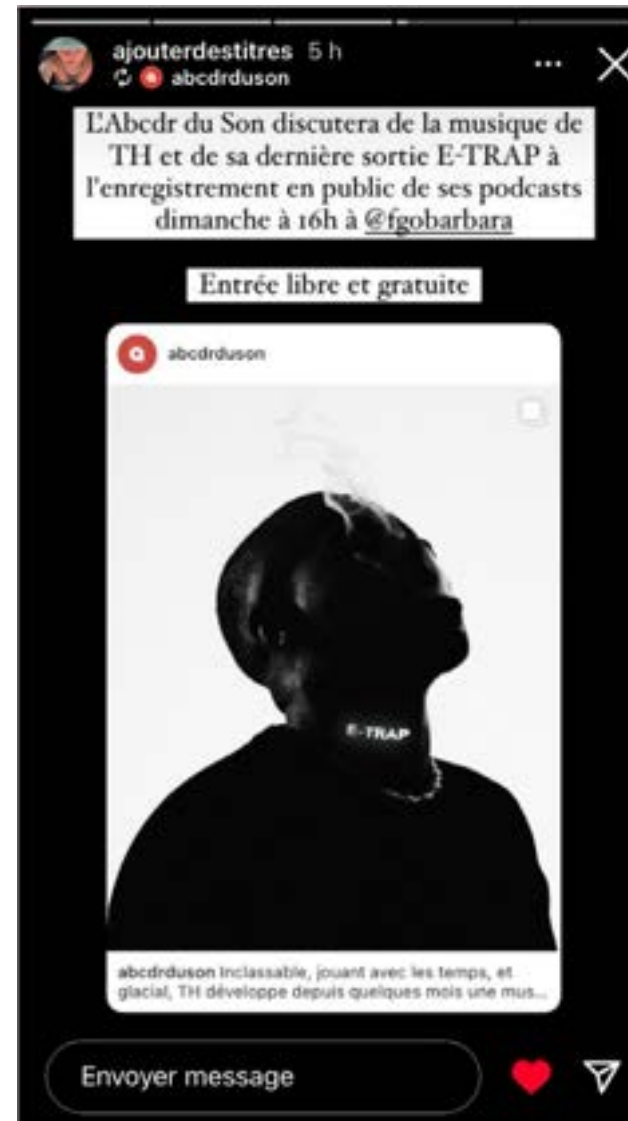 ajouterdestitres 5 h
abcdrduson
L'Abcdr du Son discutera de la musique de
TH et de sa dernière sortie E-TRAP à
l'enregistrement en public de ses podcasts
dimanche à 16h à @fgobarbara
Entrée libre et gratuite
abcdrduson
E-TRAP
abcdrduson Inclassable, jouant avec les temps, et
glacial, TH développe depuis quelques mois une mus...
Envoyer message